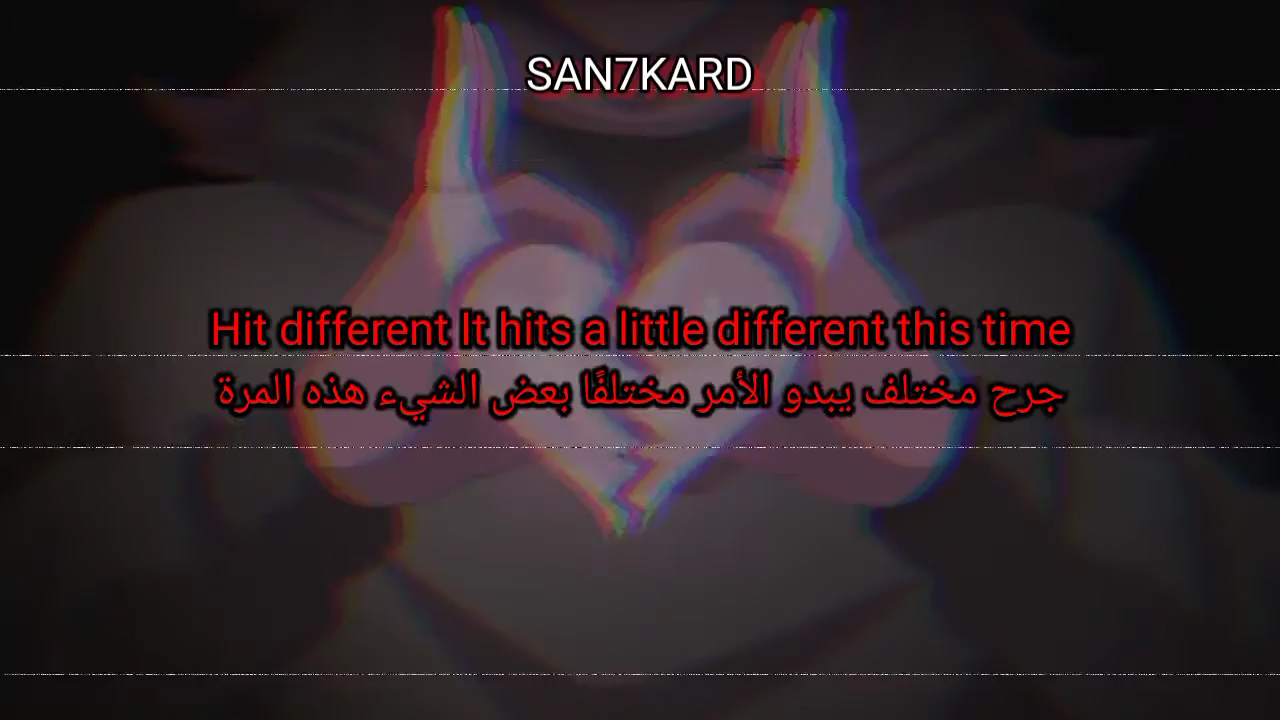 SAN7KARD
Hit different It hits a little different this time
جرح مختلف يبدو الأمر مختلفًا بعض الشيء هذه المرة